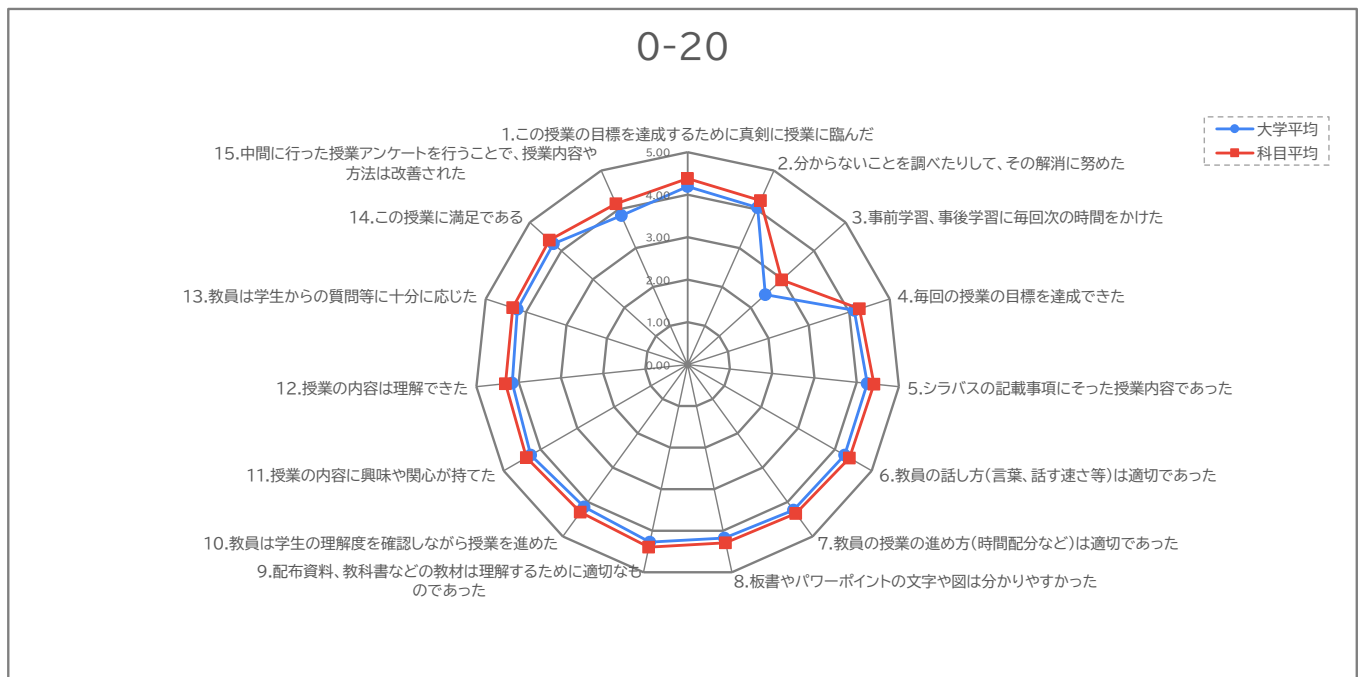 0-20
大学平均
科目平均
1.この授業の目標を達成するために真剣に授業に臨んだ
2.分からないことを調べたりして、その解消に努めた
3.事前学習、事後学習に毎回次の時間をかけた
4.毎回の授業の目標を達成できた
5.シラバスの記載事項にそった授業内容であった
6.教員の話し方(言葉、話す速さ等)は適切であった
7.教員の授業の進め方(時間配分など)は適切であった
8.板書やパワーポイントの文字や図は分かりやすかった
9.配布資料、教科書などの教材は理解するために適切なも
のであった
10.教員は学生の理解度を確認しながら授業を進めた
11.授業の内容に興味や関心が持てた
12.授業の内容は理解できた
13.教員は学生からの質問等に十分に応じた
14.この授業に満足である
15.中間に行った授業アンケートを行うことで、授業内容や
方法は改善された
5.00
4.00
3.00
2.00
1.00
0.00